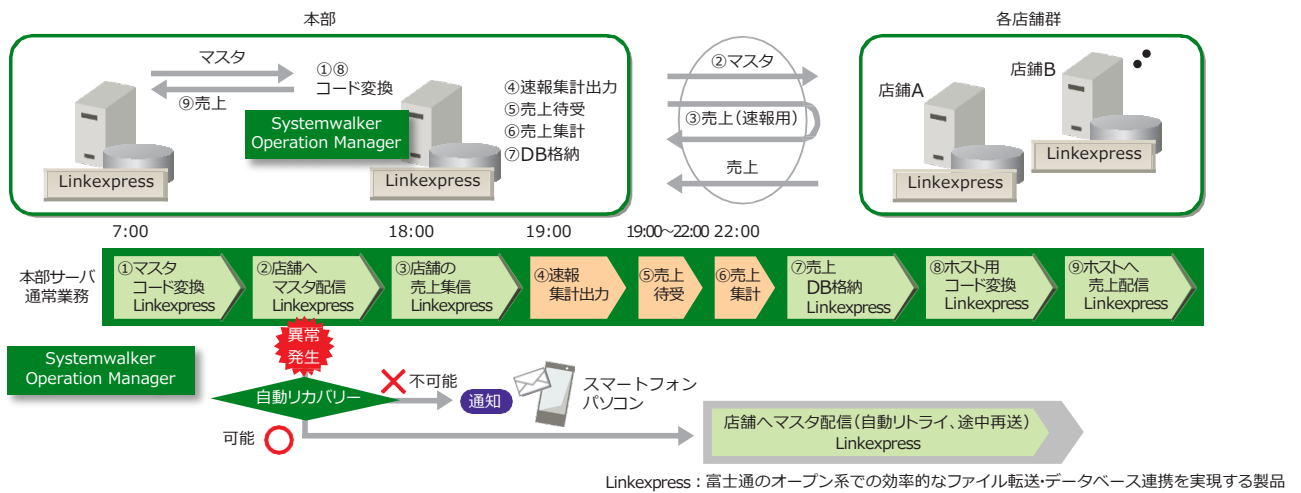 本部
各店舗群
マスタ
⑨売上
①⑧
コード変換
Systemwalker
Operation Manager
④速報集計出力
⑤売上待受
⑥売上集計
⑦DB格納
Linkexpress
Linkexpress
②マスタ
③売上(速報用)
売上
店舗A
店舗B
Linkexpress
Linkexpress
7:00
18:00
19:00
19:00~22:00
22:00
本部サーバ
通常業務
①マスタ
コード変換
Linkexpress
②店舗へ
マスタ配信
Linkexpress
③店舗の
売上集信
Linkexpress
④速報
集計出力
⑤売上
待受
⑥売上
集計
⑦売上
DB格納
Linkexpress
⑧ホスト用
コード変換
Linkexpress
⑨ホストへ
売上配信
Linkexpress
異常
発生
Systemwalker
Operation Manager
自動リカバリー
不可能
通知
スマートフォン
パソコン
可能
店舗へマスタ配信(自動リトライ、途中再送)
Linkexpress
Linkexpress:富士通のオープン系での効率的なファイル転送・データベース連携を実現する製品